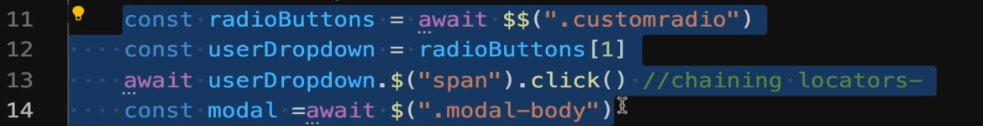 11 const radioButtons = await $$(".customradio")
12 const userDropdown = radioButtons[1]
13 await userDropdown.$("span").click() //chaining locators-
14 const modal =await $(".modal-body")